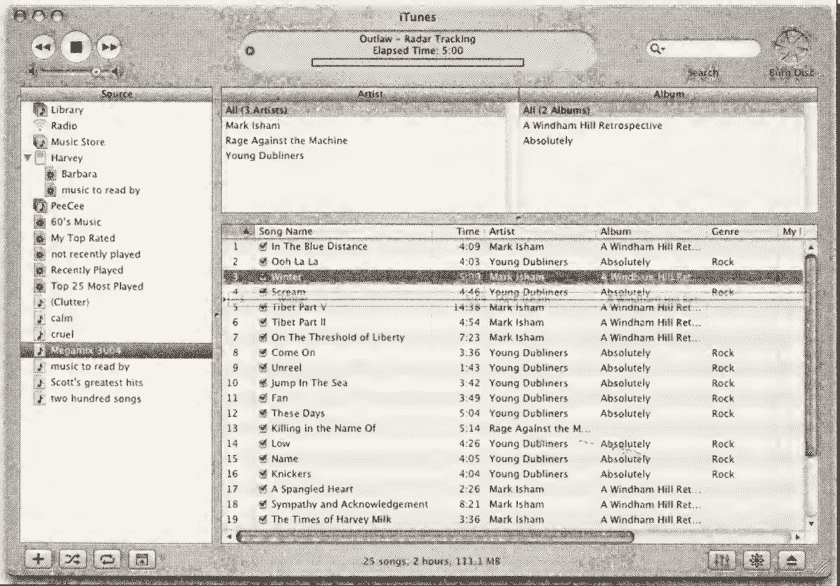 iTunes
Outlaw - Radar Tracking
Elapsed Time: 5:00
Search
Burn Disc
Source
Library
Radio
Music Store
Harvey
Barbara
music to read by
PeeCee
60's Music
My Top Rated
not recently played
Recently Played
Top 25 Most Played
(Clutter)
calm
cruel
Megamix 3004
music to read by
Scott's greatest hits
two hundred songs
Artist
All (3 Artists)
Mark Isham
Rage Against the Machine
Young Dubliners
Album
All (2 Albums)
A Windham Hill Retrospective
Absolutely
Song Name Time Artist Album Genre My
1 In The Blue Distance 4:09 Mark Isham A Windham Hill Ret...
2 Ooh La La 4:03 Young Dubliners Absolutely Rock
3 Winter Mark Isham A Windham Hill Ret...
4 Scream 4:46 Young Dubliners Absolutely Rock
5 Tibet Part V 14:38 Mark Isham A Windham Hill Ret...
6 Tibet Part II 4:54 Mark Isham A Windham Hill Ret...
7 On The Threshold of Liberty 7:23 Mark Isham A Windham Hill Ret...
8 Come On 3:36 Young Dubliners Absolutely Rock
9 Unreel 1:43 Young Dubliners Absolutely Rock
10 Jump In The Sea 3:42 Young Dubliners Absolutely Rock
11 Fan 3:49 Young Dubliners Absolutely Rock
12 These Days 5:04 Young Dubliners Absolutely Rock
13 Killing in the Name Of 5:14 Rage Against the M...
14 Low 4:26 Young Dubliners Absolutely Rock
15 Name 4:05 Young Dubliners Absolutely Rock
16 Knickers 4:04 Young Dubliners Absolutely Rock
17 A Spangled Heart 2:26 Mark Isham A Windham Hill Ret...
18 Sympathy and Acknowledgement 8:21 Mark Isham A Windham Hill Ret...
19 The Times of Harvey Milk 3:36 Mark Isham A Windham Hill Ret...
25 songs, 2 hours, 111.1 MB